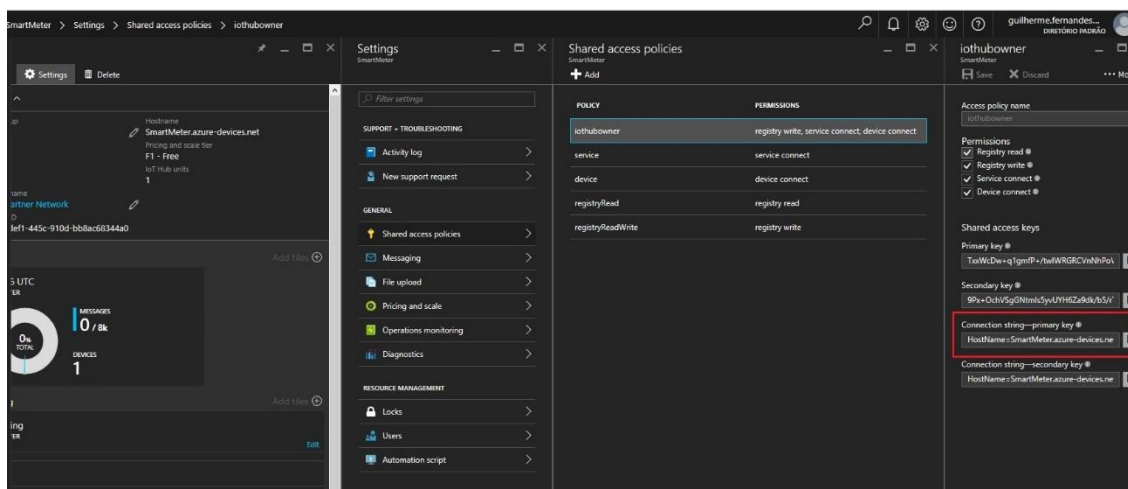 SmartMeter > Settings > Shared access policies > iothubowner
guilherme.fernandes...
DIRETÓRIO PADRÃO
Settings
Delete
Hostname
SmartMeter.azure-devices.net
Pricing and scale tier
F1 - Free
IoT Hub units
1
artner Network
lef1-445c-910d-bb8ac68344a0
Add tiles
5 UTC
MESSAGES
0 / 8k
0%
TOTAL
DEVICES
1
Add tiles
ing
Edit
Settings
SmartMeter
Filter settings
SUPPORT + TROUBLESHOOTING
Activity log
New support request
GENERAL
Shared access policies
Messaging
File upload
Pricing and scale
Operations monitoring
Diagnostics
RESOURCE MANAGEMENT
Locks
Users
Automation script
Shared access policies
SmartMeter
Add
POLICY PERMISSIONS
iothubowner registry write, service connect, device connect
service service connect
device device connect
registryRead registry read
registryReadWrite registry write
iothubowner
SmartMeter
Save Discard ... Mo
Access policy name
iothubowner
Permissions
Registry read
Registry write
Service connect
Device connect
Shared access keys
Primary key
Secondary key
Connection string—primary key
HostName=SmartMeter.azure-devices.ne
Connection string—secondary key
HostName=SmartMeter.azure-devices.ne